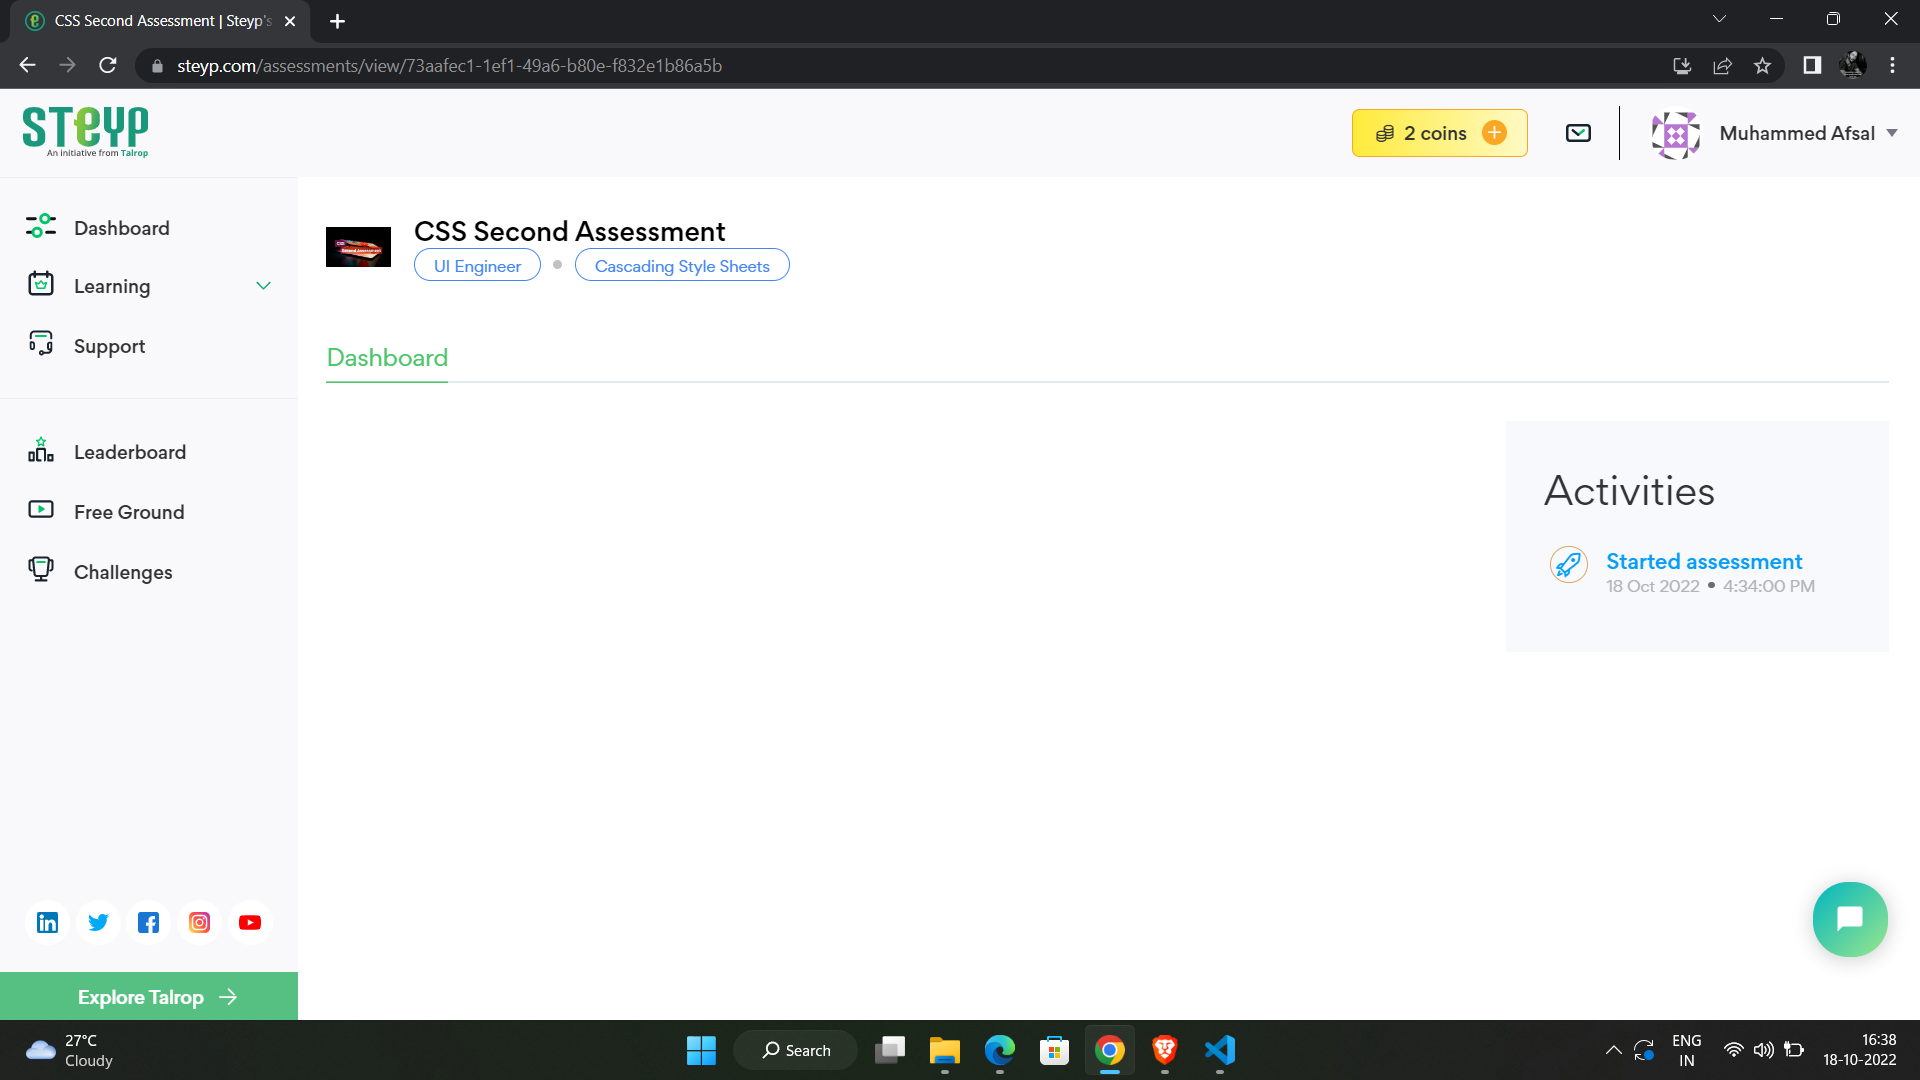 CSS Second Assessment | Steyp's
steyp.com/assessments/view/73aafec1-1ef1-49a6-b80e-f832e1b86a5b
STEYP
An initiative from Talrop
2 coins
Muhammed Afsal
Dashboard
Learning
Support
Leaderboard
Free Ground
Challenges
CSS Second Assessment
UI Engineer
Cascading Style Sheets
Dashboard
Activities
Started assessment
18 Oct 2022 • 4:34:00 PM
Explore Talrop
27°C
Cloudy
Search
ENG
IN
16:38
18-10-2022